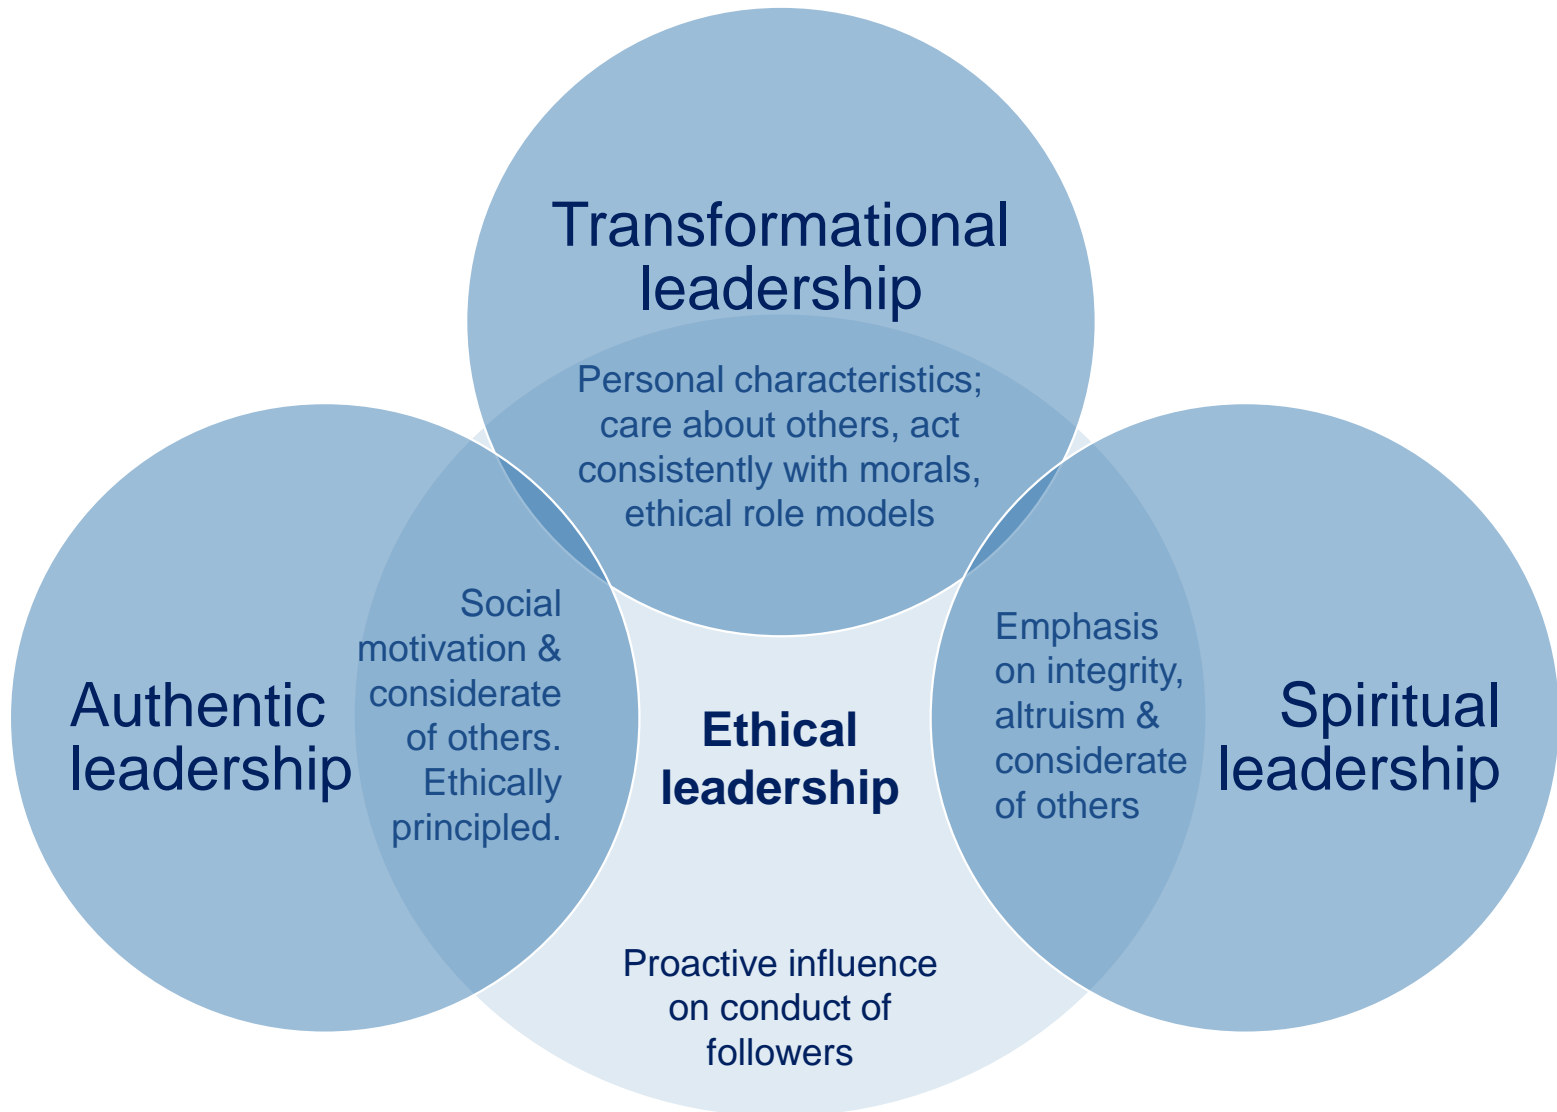 Transformational
leadership
Personal characteristics;
care about others, act
consistently with morals,
ethical role models
Authentic
leadership
Social
motivation &
considerate
of others.
Ethically
principled.
Ethical
leadership
Emphasis
on integrity,
altruism &
considerate
of others
Spiritual
leadership
Proactive influence
on conduct of
followers